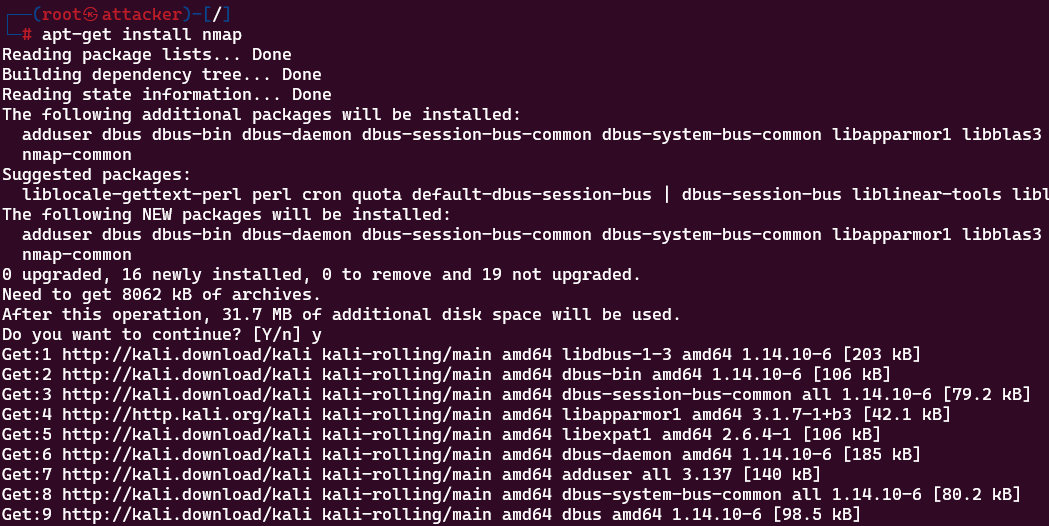 ┌──(root㉿attacker)-[/]
└─# apt-get install nmap
Reading package lists... Done
Building dependency tree... Done
Reading state information... Done
The following additional packages will be installed:
  adduser dbus dbus-bin dbus-daemon dbus-session-bus-common dbus-system-bus-common libapparmor1 libblas3
  nmap-common
Suggested packages:
  liblocale-gettext-perl perl cron quota default-dbus-session-bus | dbus-session-bus liblinear-tools
The following NEW packages will be installed:
  adduser dbus dbus-bin dbus-daemon dbus-session-bus-common dbus-system-bus-common libapparmor1 libblas3
  nmap-common
0 upgraded, 16 newly installed, 0 to remove and 19 not upgraded.
Need to get 8062 kB of archives.
After this operation, 31.7 MB of additional disk space will be used.
Do you want to continue? [Y/n] y
Get:1 http://kali.download/kali kali-rolling/main amd64 libdbus-1-3 amd64 1.14.10-6 [203 kB]
Get:2 http://kali.download/kali kali-rolling/main amd64 dbus-bin amd64 1.14.10-6 [106 kB]
Get:3 http://kali.download/kali kali-rolling/main amd64 dbus-session-bus-common all 1.14.10-6 [79.2 kB]
Get:4 http://http.kali.org/kali kali-rolling/main amd64 libapparmor1 amd64 3.1.7-1+b3 [42.1 kB]
Get:5 http://kali.download/kali kali-rolling/main amd64 libexpat1 amd64 2.6.4-1 [106 kB]
Get:6 http://kali.download/kali kali-rolling/main amd64 dbus-daemon amd64 1.14.10-6 [185 kB]
Get:7 http://kali.download/kali kali-rolling/main amd64 adduser all 3.137 [140 kB]
Get:8 http://kali.download/kali kali-rolling/main amd64 dbus-system-bus-common all 1.14.10-6 [80.2 kB]
Get:9 http://kali.download/kali kali-rolling/main amd64 dbus amd64 1.14.10-6 [98.5 kB]